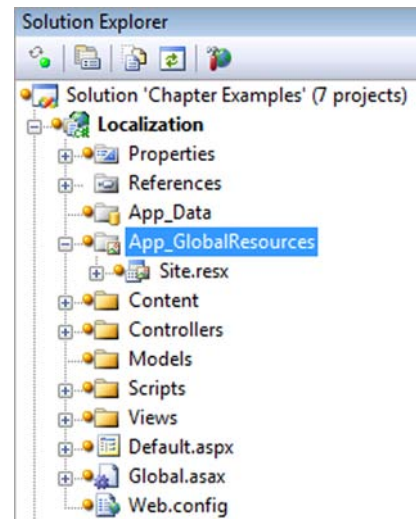 Solution Explorer
Solution 'Chapter Examples' (7 projects)
Localization
Properties
References
App_Data
App_GlobalResources
Site.resx
Content
Controllers
Models
Scripts
Views
Default.aspx
Global.asax
Web.config